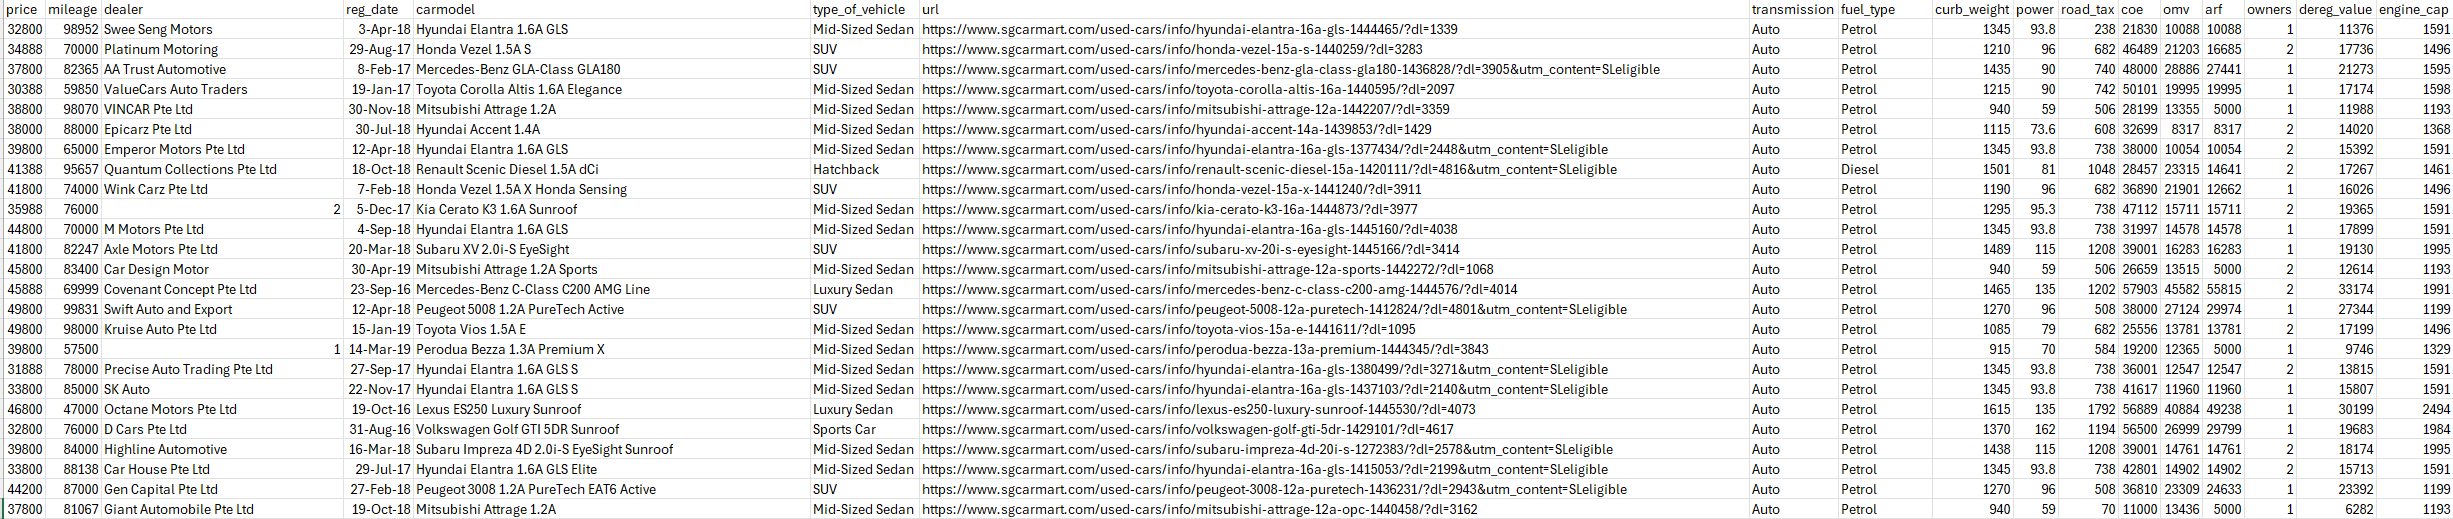 price mileage dealer reg_date carmodel type_of_vehicle url transmission fuel_type curb_weight power road_tax coe omv arf owners dereg_value engine_cap
32800 98952 Swee Seng Motors 3-Apr-18 Hyundai Elantra 1.6A GLS Mid-Sized Sedan https://www.sgcarmart.com/used-cars/info/hyundai-elantra-16a-gls-1444465/?dl=1339 Auto Petrol 1345 93.8 238 21830 10088 10088 1 11376 1591
34888 70000 Platinum Motoring 29-Aug-17 Honda Vezel 1.5A S SUV https://www.sgcarmart.com/used-cars/info/honda-vezel-15a-s-1440259/?dl=3283 Auto Petrol 1210 96 682 46489 21203 16685 2 17736 1496
37800 82365 AA Trust Automotive 8-Feb-17 Mercedes-Benz GLA-Class GLA180 SUV https://www.sgcarmart.com/used-cars/info/mercedes-benz-gla-class-gla180-1436828/?dl=3905&utm_content=SLeligible Auto Petrol 1435 90 740 48000 28886 27441 1 21273 1595
30388 59850 ValueCars Auto Traders 19-Jan-17 Toyota Corolla Altis 1.6A Elegance Mid-Sized Sedan https://www.sgcarmart.com/used-cars/info/toyota-corolla-altis-16a-1440595/?dl=2097 Auto Petrol 1215 90 742 50101 19995 19995 1 17174 1598
38800 98070 VINCAR Pte Ltd 30-Nov-18 Mitsubishi Attrage 1.2A Mid-Sized Sedan https://www.sgcarmart.com/used-cars/info/mitsubishi-attrage-12a-1442207/?dl=3359 Auto Petrol 940 59 506 28199 13355 5000 1 11988 1193
38000 88000 Epicarz Pte Ltd 30-Jul-18 Hyundai Accent 1.4A Mid-Sized Sedan https://www.sgcarmart.com/used-cars/info/hyundai-accent-14a-1439853/?dl=1429 Auto Petrol 1115 73.6 608 32699 8317 8317 2 14020 1368
39800 65000 Emperor Motors Pte Ltd 12-Apr-18 Hyundai Elantra 1.6A GLS Mid-Sized Sedan https://www.sgcarmart.com/used-cars/info/hyundai-elantra-16a-gls-1377434/?dl=2448&utm_content=SLeligible Auto Petrol 1345 93.8 738 38000 10054 10054 2 15392 1591
41388 95657 Quantum Collections Pte Ltd 18-Oct-18 Renault Scenic Diesel 1.5A dCi Hatchback https://www.sgcarmart.com/used-cars/info/renault-scenic-diesel-15a-1420111/?dl=4816&utm_content=SLeligible Auto Diesel 1501 81 1048 28457 23315 14641 2 17267 1461
41800 74000 Wink Carz Pte Ltd 7-Feb-18 Honda Vezel 1.5A X Honda Sensing SUV https://www.sgcarmart.com/used-cars/info/honda-vezel-15a-x-1441240/?dl=3911 Auto Petrol 1190 96 682 36890 21901 12662 1 16026 1496
35988 76000 2 5-Dec-17 Kia Cerato K3 1.6A Sunroof Mid-Sized Sedan https://www.sgcarmart.com/used-cars/info/kia-cerato-k3-16a-1444873/?dl=3977 Auto Petrol 1295 95.3 738 47112 15711 15711 2 19365 1591
44800 70000 M Motors Pte Ltd 4-Sep-18 Hyundai Elantra 1.6A GLS Mid-Sized Sedan https://www.sgcarmart.com/used-cars/info/hyundai-elantra-16a-gls-1445160/?dl=4038 Auto Petrol 1345 93.8 738 31997 14578 14578 1 17899 1591
41800 82247 Axle Motors Pte Ltd 20-Mar-18 Subaru XV 2.0i-S EyeSight SUV https://www.sgcarmart.com/used-cars/info/subaru-xv-20i-s-eyesight-1445166/?dl=3414 Auto Petrol 1489 115 1208 39001 16283 16283 1 19130 1995
45800 83400 Car Design Motor 30-Apr-19 Mitsubishi Attrage 1.2A Sports Mid-Sized Sedan https://www.sgcarmart.com/used-cars/info/mitsubishi-attrage-12a-sports-1442272/?dl=1068 Auto Petrol 940 59 506 26659 13515 5000 2 12614 1193
45888 69999 Covenant Concept Pte Ltd 23-Sep-16 Mercedes-Benz C-Class C200 AMG Line Luxury Sedan https://www.sgcarmart.com/used-cars/info/mercedes-benz-c-class-c200-amg-1444576/?dl=4014 Auto Petrol 1465 135 1202 57903 45582 55815 2 33174 1991
49800 99831 Swift Auto and Export 12-Apr-18 Peugeot 5008 1.2A PureTech Active SUV https://www.sgcarmart.com/used-cars/info/peugeot-5008-12a-puretech-1412824/?dl=4801&utm_content=SLeligible Auto Petrol 1270 96 508 38000 27124 29974 1 27344 1199
49800 98000 Kruise Auto Pte Ltd 15-Jan-19 Toyota Vios 1.5A E Mid-Sized Sedan https://www.sgcarmart.com/used-cars/info/toyota-vios-15a-e-1441611/?dl=1095 Auto Petrol 1085 79 682 25556 13781 13781 2 17199 1496
39800 57500 1 14-Mar-19 Perodua Bezza 1.3A Premium X Mid-Sized Sedan https://www.sgcarmart.com/used-cars/info/perodua-bezza-13a-premium-1444345/?dl=3843 Auto Petrol 915 70 584 19200 12365 5000 1 9746 1329
31888 78000 Precise Auto Trading Pte Ltd 27-Sep-17 Hyundai Elantra 1.6A GLS S Mid-Sized Sedan https://www.sgcarmart.com/used-cars/info/hyundai-elantra-16a-gls-1380499/?dl=3271&utm_content=SLeligible Auto Petrol 1345 93.8 738 36001 12547 12547 2 13815 1591
33800 85000 SK Auto 22-Nov-17 Hyundai Elantra 1.6A GLS S Mid-Sized Sedan https://www.sgcarmart.com/used-cars/info/hyundai-elantra-16a-gls-1437103/?dl=2140&utm_content=SLeligible Auto Petrol 1345 93.8 738 41617 11960 11960 1 15807 1591
46800 47000 Octane Motors Pte Ltd 19-Oct-16 Lexus ES250 Luxury Sunroof Luxury Sedan https://www.sgcarmart.com/used-cars/info/lexus-es250-luxury-sunroof-1445530/?dl=4073 Auto Petrol 1615 135 1792 56889 40884 49238 1 30199 2494
32800 76000 D Cars Pte Ltd 31-Aug-16 Volkswagen Golf GTI 5DR Sunroof Sports Car https://www.sgcarmart.com/used-cars/info/volkswagen-golf-gti-5dr-1429101/?dl=4617 Auto Petrol 1370 162 1194 56500 26999 29799 1 19683 1984
39800 84000 Highline Automotive 16-Mar-18 Subaru Impreza 4D 2.0i-S EyeSight Sunroof Mid-Sized Sedan https://www.sgcarmart.com/used-cars/info/subaru-impreza-4d-20i-s-1272383/?dl=2578&utm_content=SLeligible Auto Petrol 1438 115 1208 39001 14761 14761 2 18174 1995
33800 88138 Car House Pte Ltd 29-Jul-17 Hyundai Elantra 1.6A GLS Elite Mid-Sized Sedan https://www.sgcarmart.com/used-cars/info/hyundai-elantra-16a-gls-1415053/?dl=2199&utm_content=SLeligible Auto Petrol 1345 93.8 738 42801 14902 14902 2 15713 1591
44200 87000 Gen Capital Pte Ltd 27-Feb-18 Peugeot 3008 1.2A PureTech EAT6 Active SUV https://www.sgcarmart.com/used-cars/info/peugeot-3008-12a-puretech-1436231/?dl=2943&utm_content=SLeligible Auto Petrol 1270 96 508 36810 23309 24633 1 23392 1199
37800 81067 Giant Automobile Pte Ltd 19-Oct-18 Mitsubishi Attrage 1.2A Mid-Sized Sedan https://www.sgcarmart.com/used-cars/info/mitsubishi-attrage-12a-opc-1440458/?dl=3162 Auto Petrol 940 59 70 11000 13436 5000 1 6282 1193